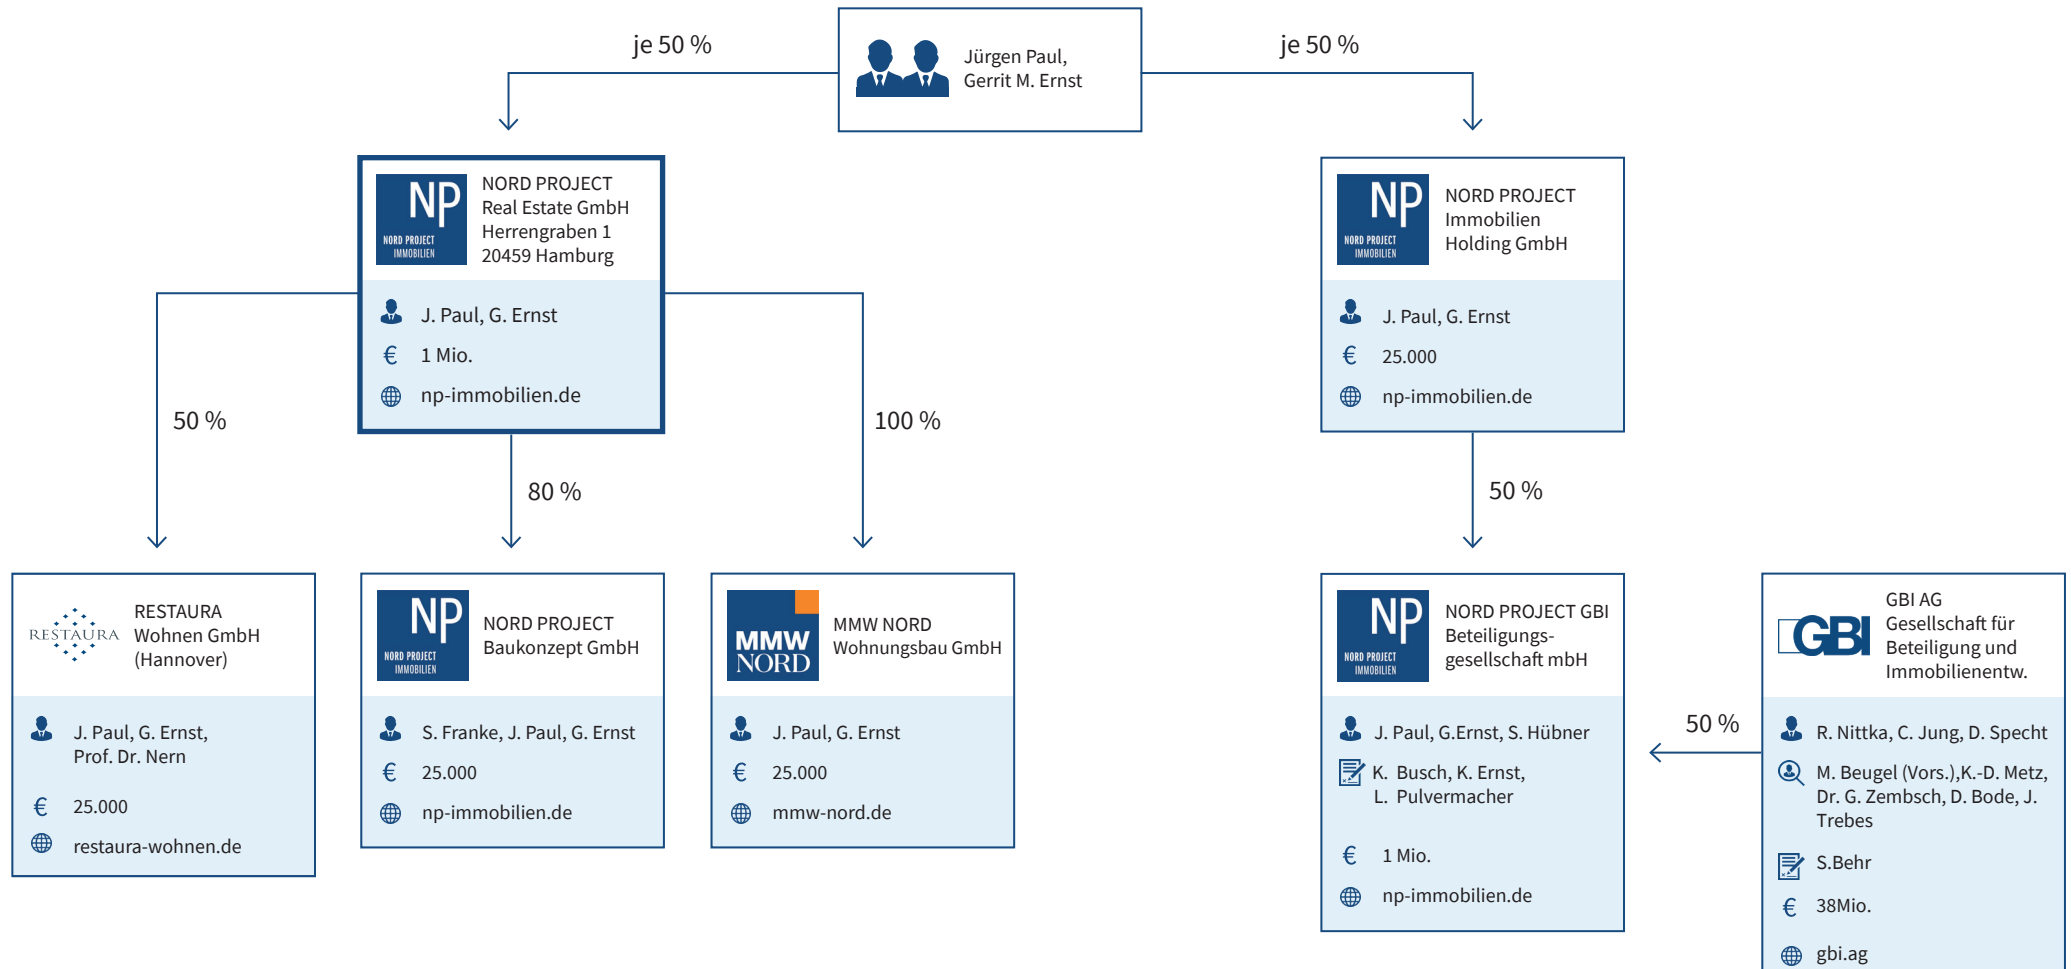 je 50 %
Jürgen Paul,
Gerrit M. Ernst
je 50 %
NP
NORD PROJECT
IMMOBILIEN
NORD PROJECT
Real Estate GmbH
Herrengraben 1
20459 Hamburg
J. Paul, G. Ernst
€ 1 Mio.
np-immobilien.de
NP
NORD PROJECT
IMMOBILIEN
NORD PROJECT
Immobilien
Holding GmbH
J. Paul, G. Ernst
€ 25.000
np-immobilien.de
50 %
80 %
100 %
50 %
RESTAURA
RESTAURA
Wohnen GmbH
(Hannover)
J. Paul, G. Ernst,
Prof. Dr. Nern
€ 25.000
restaura-wohnen.de
NP
NORD PROJECT
IMMOBILIEN
NORD PROJECT
Baukonzept GmbH
S. Franke, J. Paul, G. Ernst
€ 25.000
np-immobilien.de
MMW
NORD
MMW NORD
Wohnungsbau GmbH
J. Paul, G. Ernst
€ 25.000
mmw-nord.de
NP
NORD PROJECT
IMMOBILIEN
NORD PROJECT GBI
Beteiligungs-
gesellschaft mbH
J. Paul, G.Ernst, S. Hübner
K. Busch, K. Ernst,
L. Pulvermacher
€ 1 Mio.
np-immobilien.de
50 %
GBI
GBI AG
Gesellschaft für
Beteiligung und
Immobilienentw.
R. Nittka, C. Jung, D. Specht
M. Beugel (Vors.),K.-D. Metz,
Dr. G. Zembsch, D. Bode, J.
Trebes
S.Behr
€ 38Mio.
gbi.ag